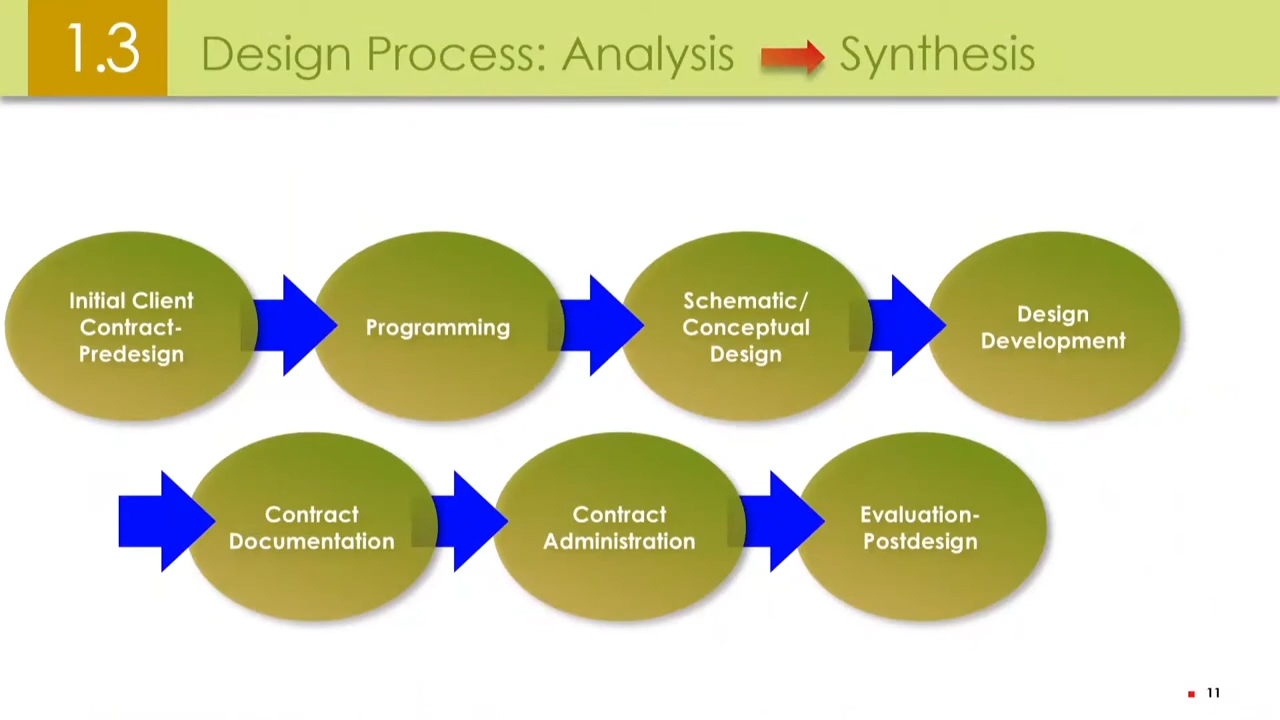 1.3
Design Process: Analysis Synthesis
Initial Client
Contract-
Predesign
Programming
Schematic/
Conceptual
Design
Design
Development
Contract
Documentation
Contract
Administration
Evaluation-
Postdesign
11